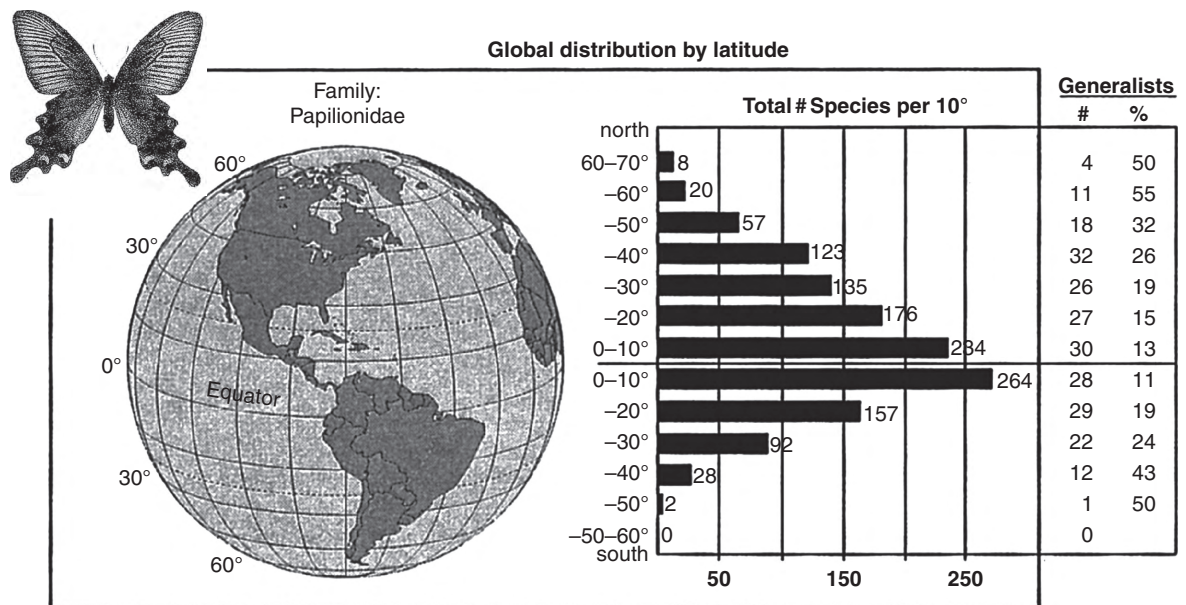 Global distribution by latitude
Family:
Papilionidae
60°
30°
0°
Equator
30°
60°
Total # Species per 10°
Generalists
# %
north
60–70° 8 4 50
–60° 20 11 55
–50° 57 18 32
–40° 123 32 26
–30° 135 26 19
–20° 176 27 15
0–10° 234 30 13
0–10° 264 28 11
–20° 157 29 19
–30° 92 22 24
–40° 28 12 43
–50° 2 1 50
–50–60° 0 0
south
50 150 250